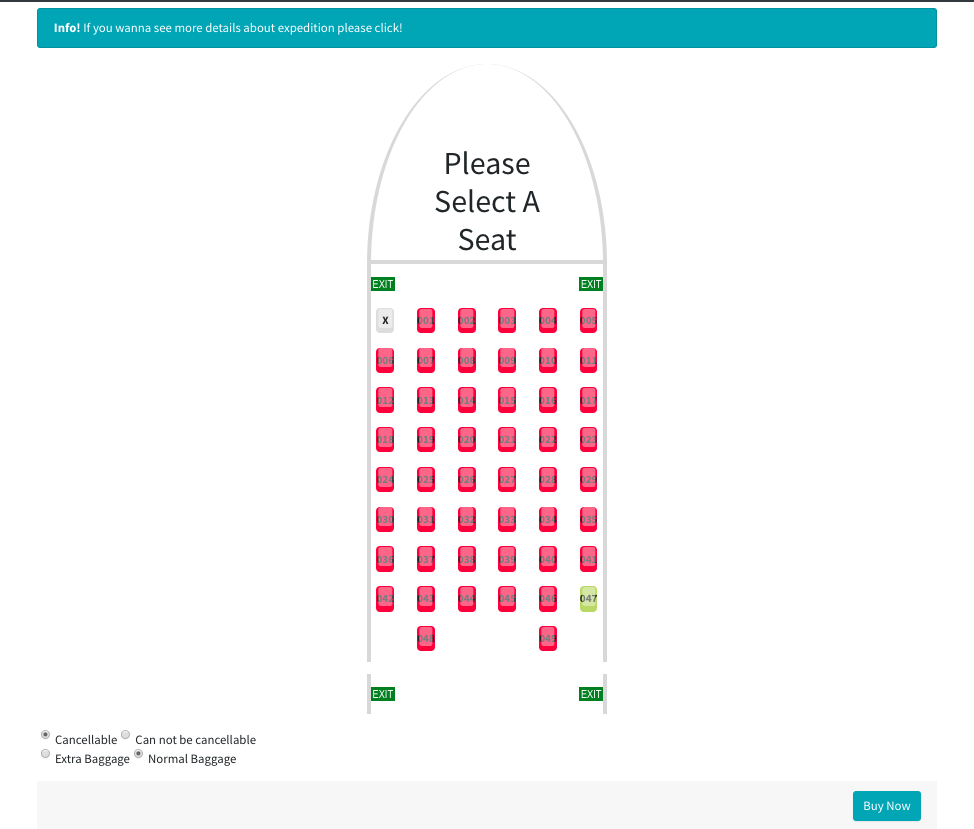 Info! If you wanna see more details about expedition please click!
Please
Select A
Seat
EXIT EXIT
X 001 002 003 004 005
006 007 008 009 010 011
012 013 014 015 016 017
018 019 020 021 022 023
024 025 026 027 028 029
030 031 032 033 034 035
036 037 038 039 040 041
042 043 044 045 046 047
048 049
EXIT EXIT
Cancellable Can not be cancellable
Extra Baggage Normal Baggage
Buy Now